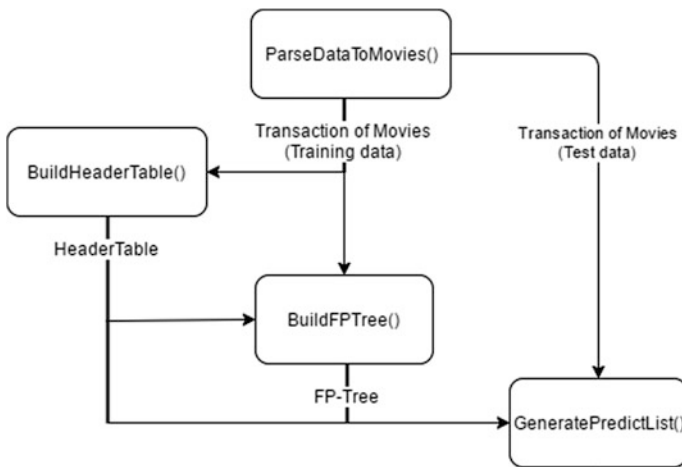 ParseDataToMovies()
Transaction of Movies
(Training data)
Transaction of Movies
(Test data)
BuildHeaderTable()
HeaderTable
BuildFPTree()
FP-Tree
GeneratePredictList()